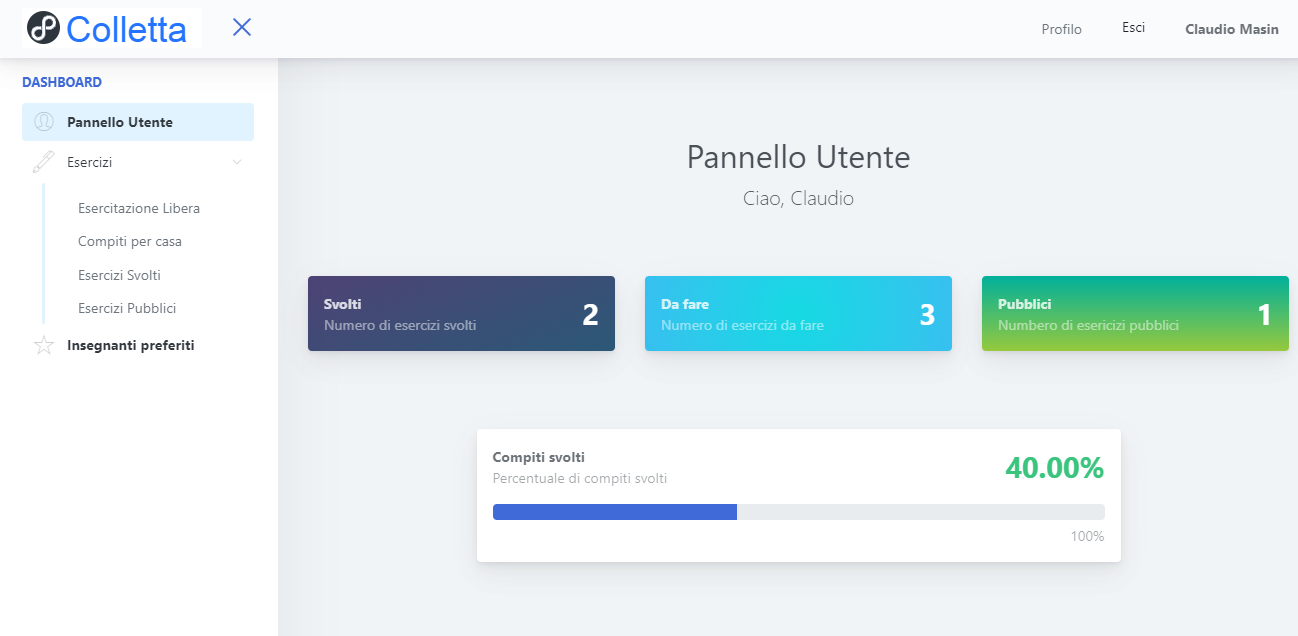 Colletta
Profilo
Esci
Claudio Masin
DASHBOARD
Pannello Utente
Esercizi
Esercitazione Libera
Compiti per casa
Esercizi Svolti
Esercizi Pubblici
Insegnanti preferiti
Pannello Utente
Ciao, Claudio
Svolti
Numero di esercizi svolti
2
Da fare
Numero di esercizi da fare
3
Pubblici
Numbero di esericizi pubblici
1
Compiti svolti
Percentuale di compiti svolti
40.00%
100%